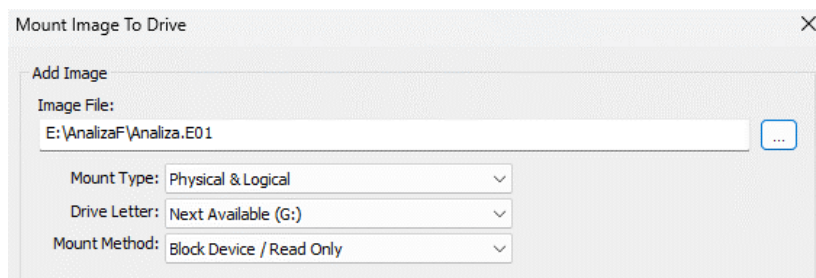 Mount Image To Drive
Add Image
Image File:
E:\AnalizaF\Analiza.E01
...
Mount Type: Physical & Logical
Drive Letter: Next Available (G:)
Mount Method: Block Device / Read Only